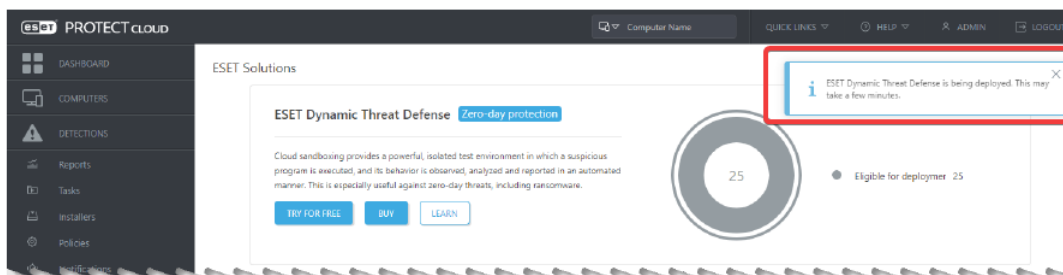 eset PROTECT CLOUD
Computer Name
QUICK LINKS
HELP
ADMIN
LOGOUT
DASHBOARD
COMPUTERS
DETECTIONS
Reports
Tasks
Installers
Policies
Notifications
ESET Solutions
ESET Dynamic Threat Defense is being deployed. This may
take a few minutes.
ESET Dynamic Threat Defense Zero-day protection
Cloud sandboxing provides a powerful, isolated test environment in which a suspicious
program is executed, and its behavior is observed, analyzed and reported in an automated
manner. This is especially useful against zero-day threats, including ransomware.
TRY FOR FREE
BUY
LEARN
25
Eligible for deploymer 25